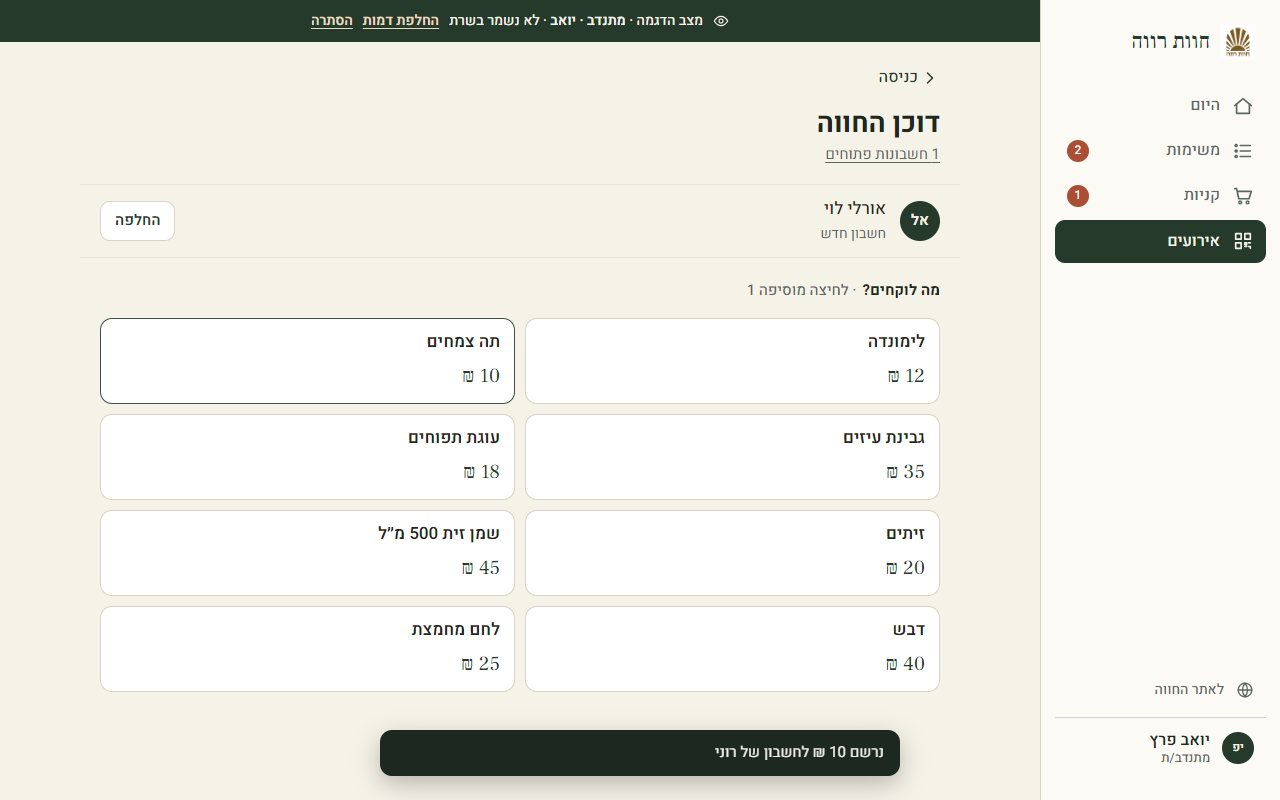 מצב הדגמה · מתנדב · יואב · לא נשמר בשרת החלפת דמות הסתרה
חוות רווה
היום
משימות 2
קניות 1
אירועים
לאתר החווה
יפ
יואב פרץ
מתנדב/ת
כניסה
דוכן החווה
1 חשבונות פתוחים
אל
אורלי לוי
חשבון חדש
החלפה
מה לוקחים? · לחיצה מוסיפה 1
לימונדה
12 ₪
תה צמחים
10 ₪
גבינת עיזים
35 ₪
עוגת תפוחים
18 ₪
זיתים
20 ₪
שמן זית 500 מ״ל
45 ₪
דבש
40 ₪
לחם מחמצת
25 ₪
נרשם 10 ₪ לחשבון של רוני